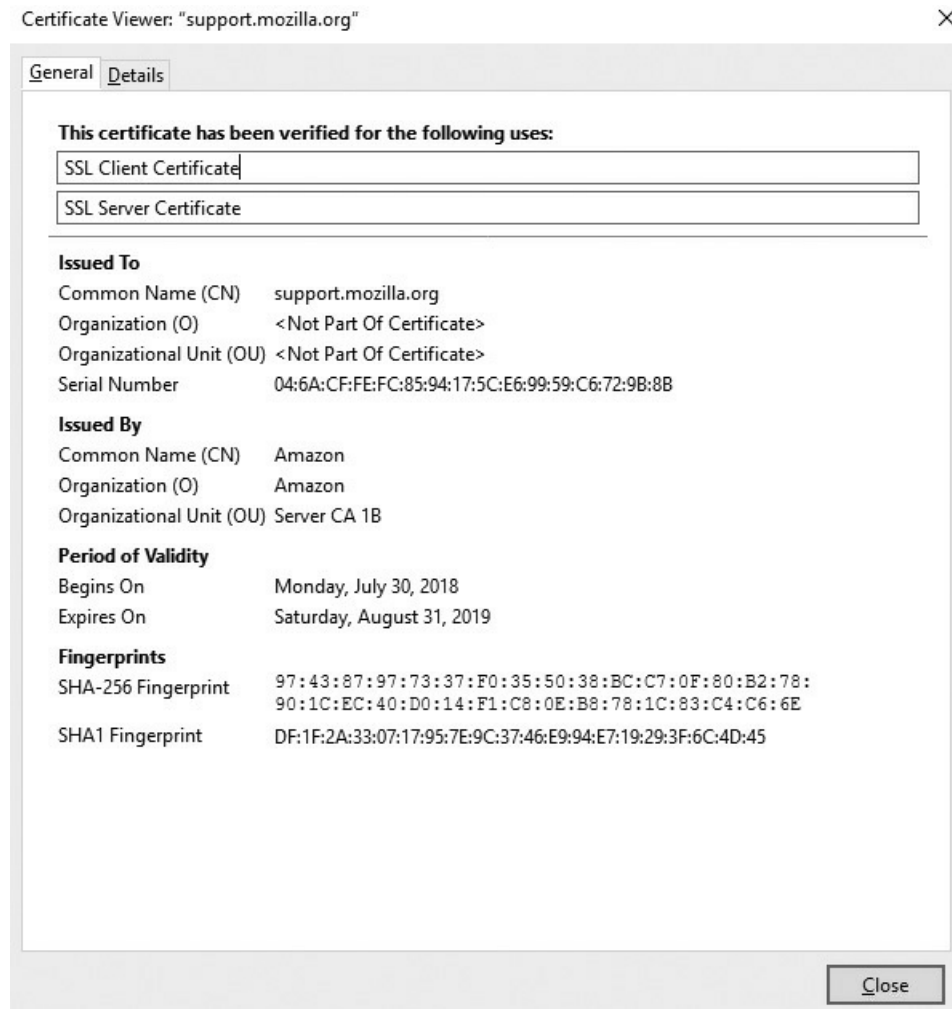 Certificate Viewer: "support.mozilla.org"
General Details
This certificate has been verified for the following uses:
SSL Client Certificate
SSL Server Certificate
Issued To
Common Name (CN) support.mozilla.org
Organization (O) <Not Part Of Certificate>
Organizational Unit (OU) <Not Part Of Certificate>
Serial Number 04:6A:CF:FE:FC:85:94:17:5C:E6:99:59:C6:72:9B:8B
Issued By
Common Name (CN) Amazon
Organization (O) Amazon
Organizational Unit (OU) Server CA 1B
Period of Validity
Begins On Monday, July 30, 2018
Expires On Saturday, August 31, 2019
Fingerprints
SHA-256 Fingerprint 97:43:87:97:73:37:F0:35:50:38:BC:C7:0F:80:B2:78:
90:1C:EC:40:D0:14:F1:C8:0E:B8:78:1C:83:C4:C6:6E
SHA1 Fingerprint DF:1F:2A:33:07:17:95:7E:9C:37:46:E9:94:E7:19:29:3F:6C:4D:45
Close